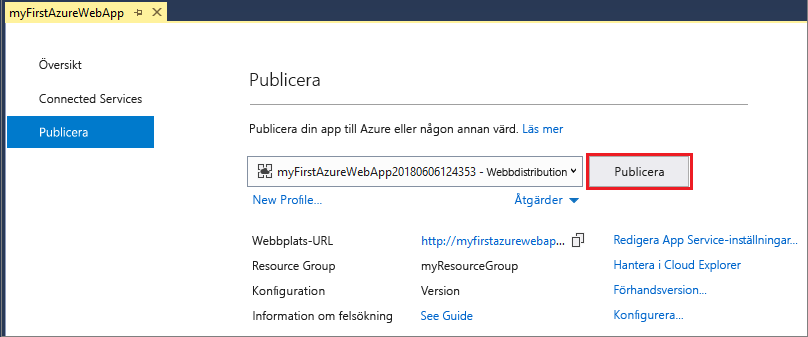 myFirstAzureWebApp
Översikt
Connected Services
Publicera
Publicera
Publicera din app till Azure eller någon annan värd. Läs mer
myFirstAzureWebApp20180606124353 - Webbdistribution
Publicera
New Profile...
Åtgärder
Webbplats-URL http://myfirstazurewebap... Redigera App Service-inställningar...
Resource Group myResourceGroup Hantera i Cloud Explorer
Konfiguration Version Förhandsversion...
Information om felsökning See Guide Konfigurera...